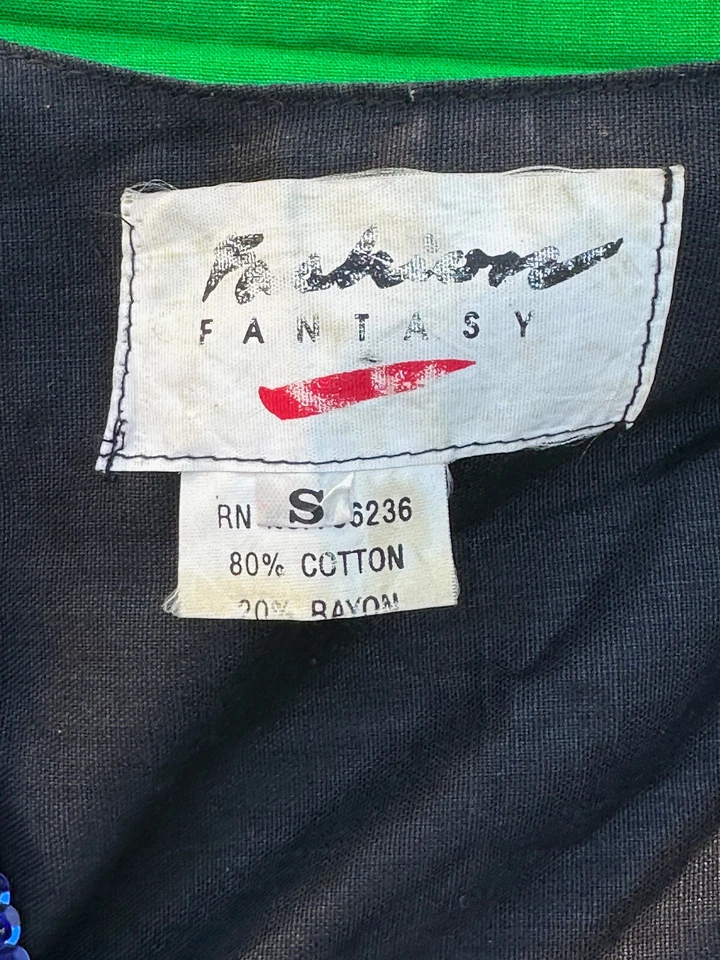 Fashion
FANTASY
S
RN 6236
80% COTTON
20% RAYON